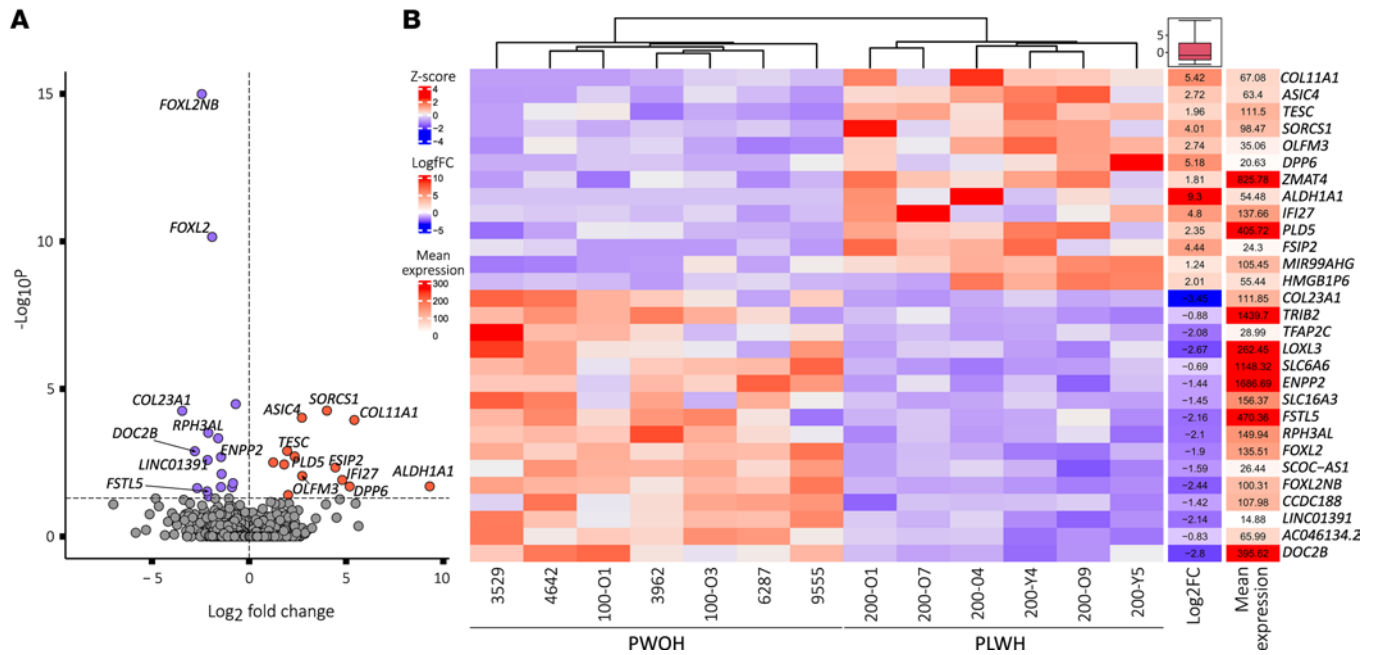 A
B
15
10
5
0
−5
0
5
10
-Log10P
Log2 fold change
FOXL2NB
FOXL2
COL23A1
RPH3AL
DOC2B
ENPP2
LINC01391
FSTL5
ASIC4
SORCS1
COL11A1
TESC
PLD5
FSIP2
IFI27
ALDH1A1
OLFM3
DPP6
Z-score
4
2
0
−2
−4
LogfFC
10
5
0
−5
Mean
expression
300
200
100
0
5
0
5.42 67.08 COL11A1
2.72 63.4 ASIC4
1.96 111.5 TESC
4.01 98.47 SORCS1
2.74 35.06 OLFM3
5.18 20.63 DPP6
1.81 825.78 ZMAT4
9.3 54.48 ALDH1A1
4.8 137.66 IFI27
2.35 405.72 PLD5
4.44 24.3 FSIP2
1.24 105.45 MIR99AHG
2.01 55.44 HMGB1P6
−3.45 111.85 COL23A1
−0.88 1439.7 TRIB2
−2.08 28.99 TFAP2C
−2.67 262.45 LOXL3
−0.69 1148.32 SLC6A6
−1.44 1686.69 ENPP2
−1.45 156.37 SLC16A3
−2.16 470.36 FSTL5
−2.1 149.94 RPH3AL
−1.9 135.51 FOXL2
−1.59 26.44 SCOC−AS1
−2.44 100.31 FOXL2NB
−1.42 107.98 CCDC188
−2.14 14.88 LINC01391
−0.83 65.99 AC046134.2
−2.8 395.62 DOC2B
3529
4642
100-O1
3962
100-O3
6287
9555
200-O1
200-O7
200-04
200-Y4
200-O9
200-Y5
Log2FC
Mean
expression
PWOH
PLWH